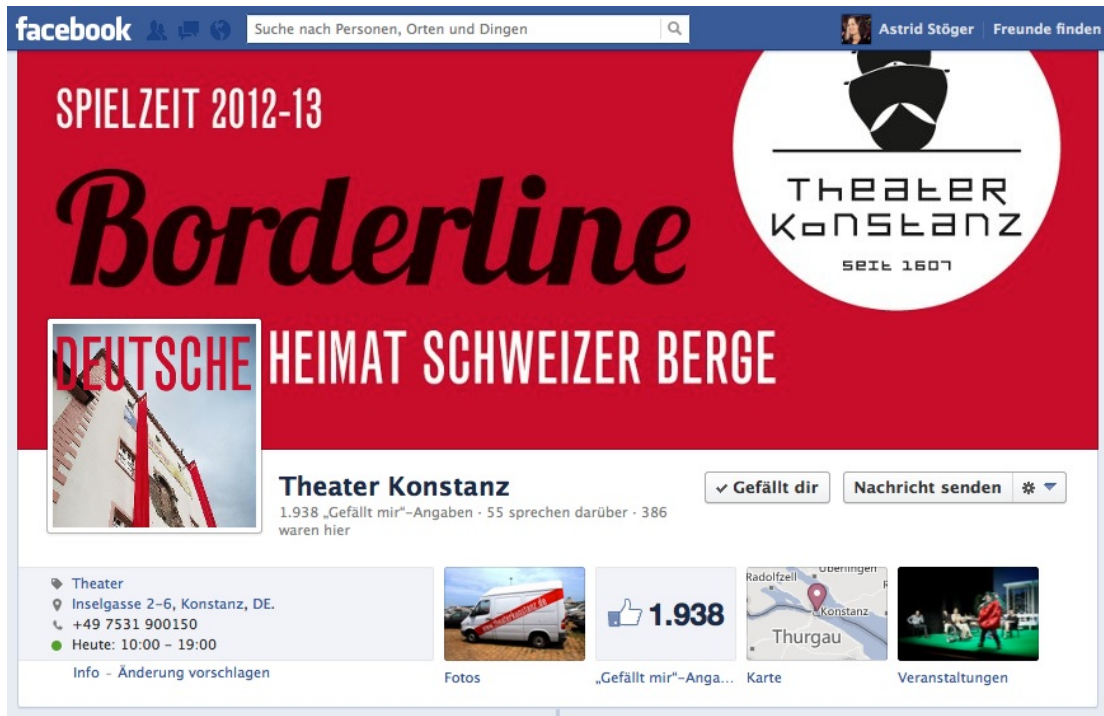 facebook
Suche nach Personen, Orten und Dingen
Astrid Stöger
Freunde finden
SPIELZEIT 2012-13
Borderline
THEATER
KONSTANZ
SEIT 1607
DEUTSCHE HEIMAT SCHWEIZER BERGE
Theater Konstanz
1.938 „Gefällt mir“-Angaben · 55 sprechen darüber · 386
waren hier
✓ Gefällt dir
Nachricht senden
Theater
Inselgasse 2-6, Konstanz, DE.
+49 7531 900150
Heute: 10:00 - 19:00
Info - Änderung vorschlagen
www.theaterkonstanz.de
Fotos
1.938
„Gefällt mir“-Anga...
Radolfzell
Überlingen
Konstanz
Thurgau
Karte
Veranstaltungen